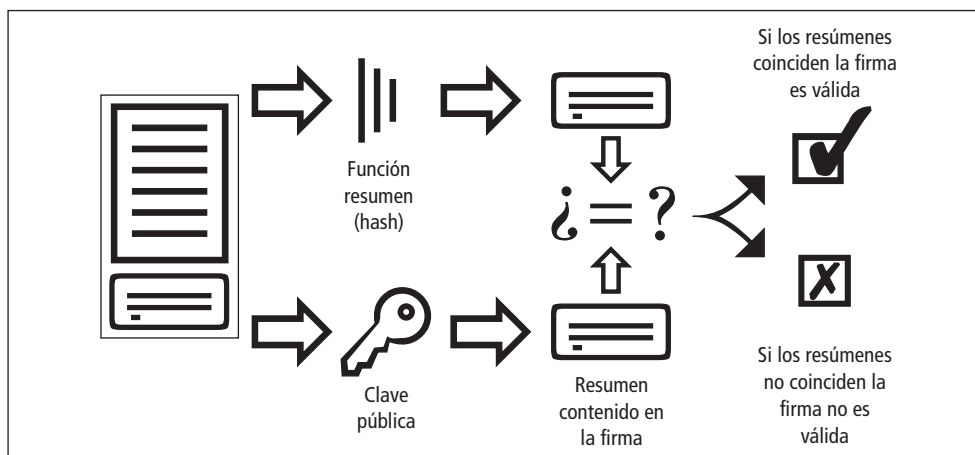 Si los resúmenes
coinciden la firma
es válida
Función
resumen
(hash)
¿ = ?
Clave
pública
Resumen
contenido en
la firma
Si los resúmenes
no coinciden la
firma no es
válida